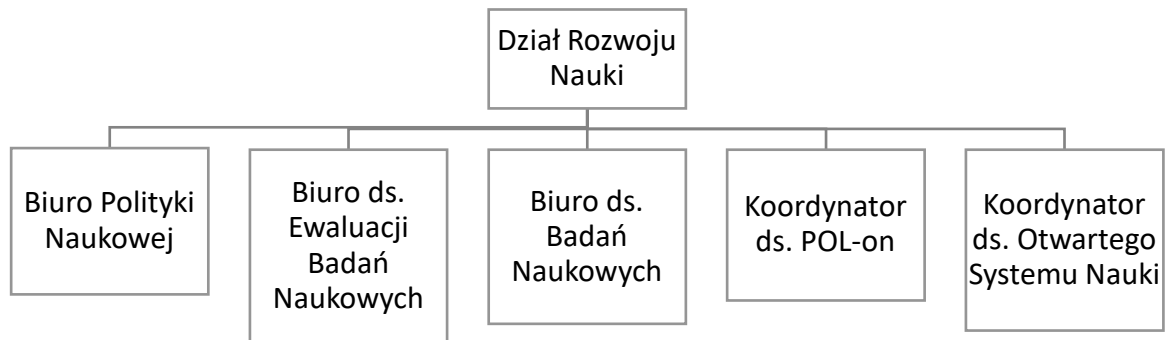 Dział Rozwoju
Nauki
Biuro Polityki
Naukowej
Biuro ds.
Ewaluacji
Badań
Naukowych
Biuro ds.
Badań
Naukowych
Koordynator
ds. POL-on
Koordynator
ds. Otwartego
Systemu Nauki